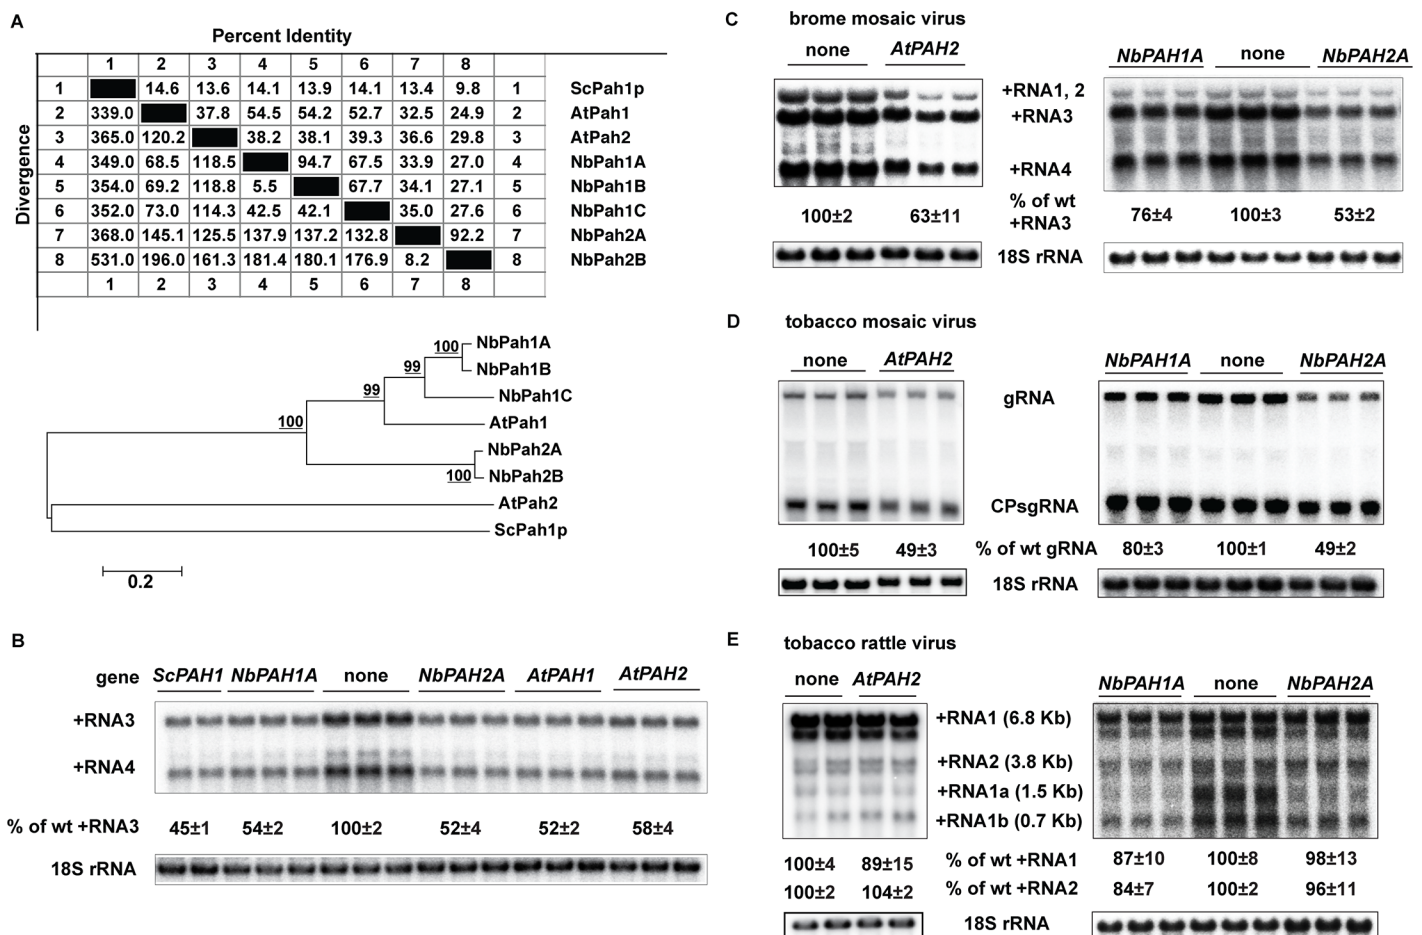 A
Percent Identity
Divergence
1 2 3 4 5 6 7 8
1 14.6 13.6 14.1 13.9 14.1 13.4 9.8 1 ScPah1p
2 339.0 37.8 54.5 54.2 52.7 32.5 24.9 2 AtPah1
3 365.0 120.2 38.2 38.1 39.3 36.6 29.8 3 AtPah2
4 349.0 68.5 118.5 94.7 67.5 33.9 27.0 4 NbPah1A
5 354.0 69.2 118.8 5.5 67.7 34.1 27.1 5 NbPah1B
6 352.0 73.0 114.3 42.5 42.1 35.0 27.6 6 NbPah1C
7 368.0 145.1 125.5 137.9 137.2 132.8 92.2 7 NbPah2A
8 531.0 196.0 161.3 181.4 180.1 176.9 8.2 8 NbPah2B
1 2 3 4 5 6 7 8
100 NbPah1A
NbPah1B
99
99 NbPah1C
100 AtPah1
NbPah2A
100 NbPah2B
AtPah2
ScPah1p
0.2
B
gene ScPAH1 NbPAH1A none NbPAH2A AtPAH1 AtPAH2
+RNA3
+RNA4
% of wt +RNA3 45±1 54±2 100±2 52±4 52±2 58±4
18S rRNA
C brome mosaic virus
none AtPAH2 NbPAH1A none NbPAH2A
+RNA1, 2
+RNA3
+RNA4
% of wt
+RNA3
100±2 63±11 76±4 100±3 53±2
18S rRNA
D tobacco mosaic virus
none AtPAH2 NbPAH1A none NbPAH2A
gRNA
CPsgRNA
100±5 49±3 % of wt gRNA 80±3 100±1 49±2
18S rRNA
E tobacco rattle virus
none AtPAH2 NbPAH1A none NbPAH2A
+RNA1 (6.8 Kb)
+RNA2 (3.8 Kb)
+RNA1a (1.5 Kb)
+RNA1b (0.7 Kb)
100±4 89±15 % of wt +RNA1 87±10 100±8 98±13
100±2 104±2 % of wt +RNA2 84±7 100±2 96±11
18S rRNA